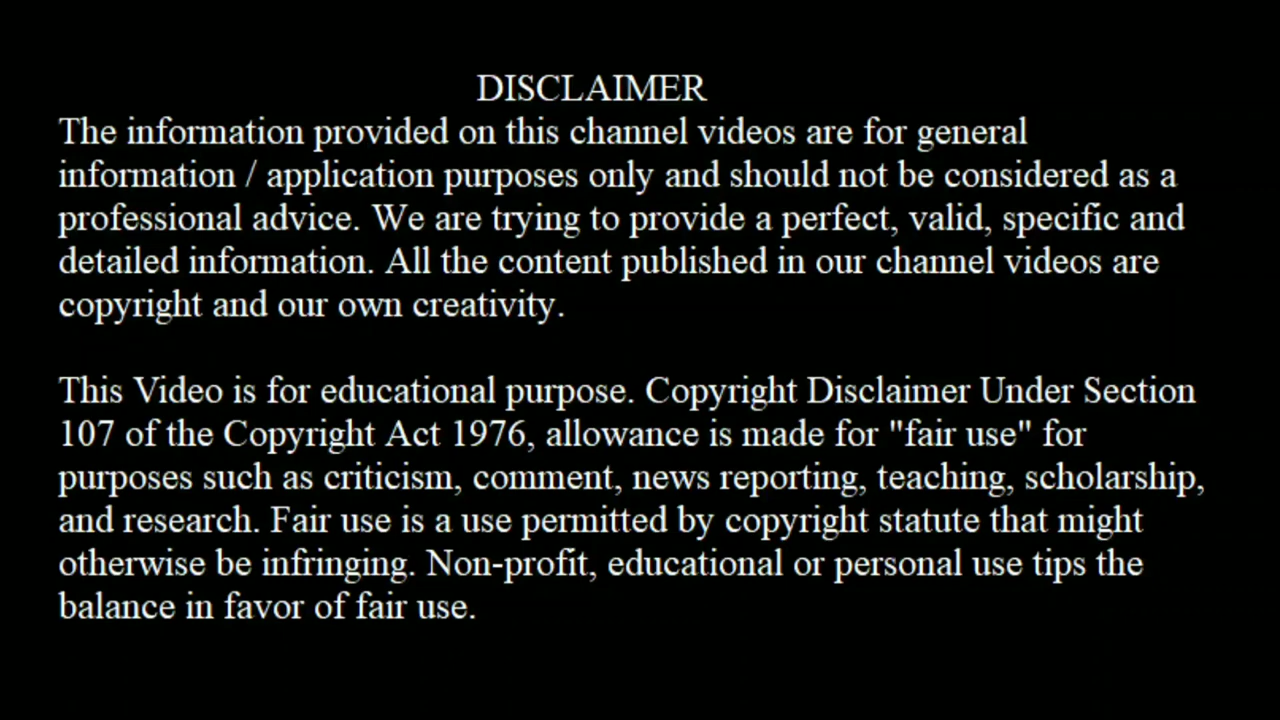 DISCLAIMER
The information provided on this channel videos are for general
information / application purposes only and should not be considered as a
professional advice. We are trying to provide a perfect, valid, specific and
detailed information. All the content published in our channel videos are
copyright and our own creativity.
This Video is for educational purpose. Copyright Disclaimer Under Section
107 of the Copyright Act 1976, allowance is made for "fair use" for
purposes such as criticism, comment, news reporting, teaching, scholarship,
and research. Fair use is a use permitted by copyright statute that might
otherwise be infringing. Non-profit, educational or personal use tips the
balance in favor of fair use.